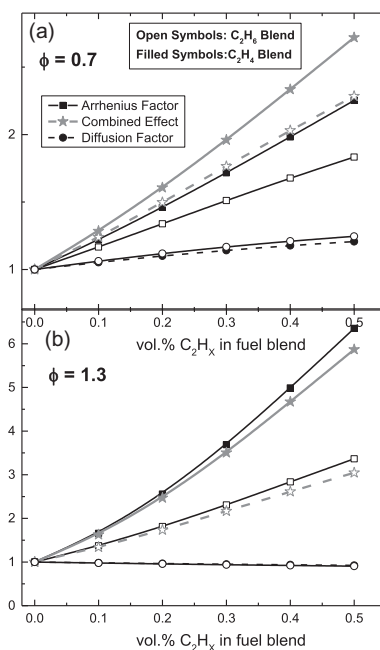 (a)
ϕ = 0.7
Open Symbols: C₂H₆ Blend
Filled Symbols:C₂H₄ Blend
Arrhenius Factor
Combined Effect
Diffusion Factor
2
1
0.0 0.1 0.2 0.3 0.4 0.5
vol.% C₂Hₓ in fuel blend
(b)
ϕ = 1.3
6
5
4
3
2
1
0
0.0 0.1 0.2 0.3 0.4 0.5
vol.% C₂Hₓ in fuel blend